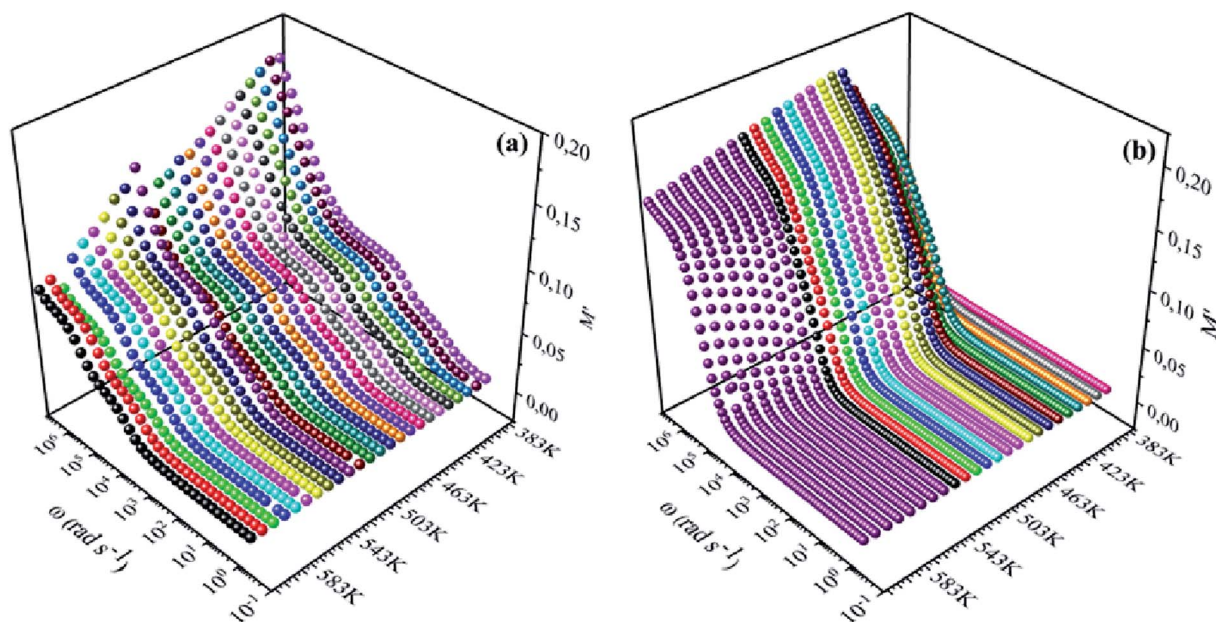 (a)
0,20
0,15
0,10
0,05
0,00
M'
383K
423K
463K
503K
543K
583K
10⁶
10⁵
10⁴
10³
10²
10¹
10⁰
10⁻¹
ω (rad s⁻¹)
(b)
0,20
0,15
0,10
0,05
0,00
M'
383K
423K
463K
503K
543K
583K
10⁶
10⁵
10⁴
10³
10²
10¹
10⁰
10⁻¹
ω (rad s⁻¹)